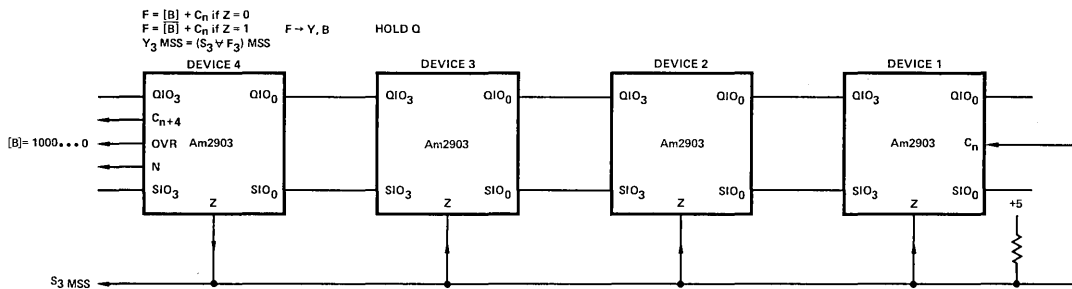 F = [B] + Cn if Z = 0
F = [B̅] + Cn if Z = 1 F → Y, B HOLD Q
Y3 MSS = (S3 ∀ F3) MSS
DEVICE 4 DEVICE 3 DEVICE 2 DEVICE 1
QIO3 QIO0 QIO3 QIO0 QIO3 QIO0 QIO3 QIO0
Cn+4
[B]= 1000•••0 OVR Am2903 Am2903 Am2903 Am2903 Cn
N
SIO3 SIO0 SIO3 SIO0 SIO3 SIO0 SIO3 SIO0
Z Z Z Z +5
S3 MSS